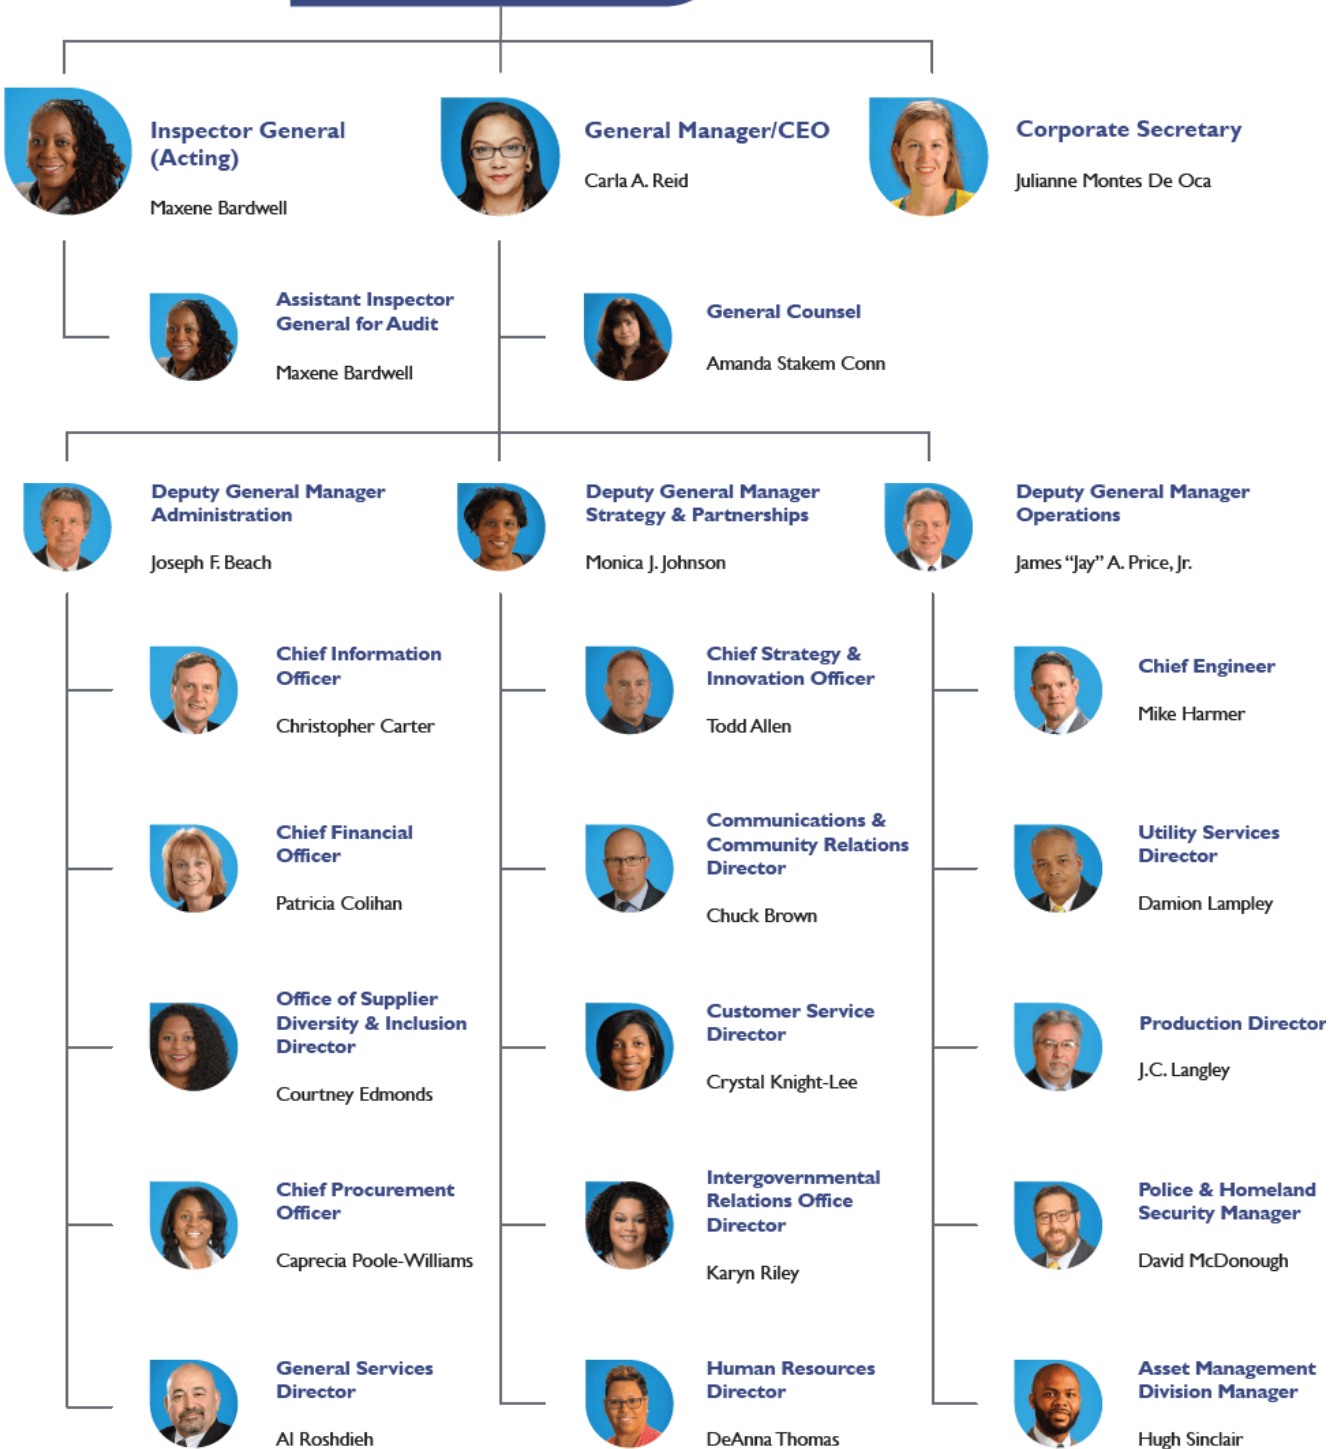 Inspector General
(Acting)
Maxene Bardwell
General Manager/CEO
Carla A. Reid
Corporate Secretary
Julianne Montes De Oca
Assistant Inspector
General for Audit
Maxene Bardwell
General Counsel
Amanda Stakem Conn
Deputy General Manager
Administration
Joseph F. Beach
Deputy General Manager
Strategy & Partnerships
Monica J. Johnson
Deputy General Manager
Operations
James “Jay” A. Price, Jr.
Chief Information
Officer
Christopher Carter
Chief Strategy &
Innovation Officer
Todd Allen
Chief Engineer
Mike Harmer
Chief Financial
Officer
Patricia Colihan
Communications &
Community Relations
Director
Chuck Brown
Utility Services
Director
Damion Lampley
Office of Supplier
Diversity & Inclusion
Director
Courtney Edmonds
Customer Service
Director
Crystal Knight-Lee
Production Director
J.C. Langley
Chief Procurement
Officer
Caprecia Poole-Williams
Intergovernmental
Relations Office
Director
Karyn Riley
Police & Homeland
Security Manager
David McDonough
General Services
Director
Al Roshdieh
Human Resources
Director
DeAnna Thomas
Asset Management
Division Manager
Hugh Sinclair